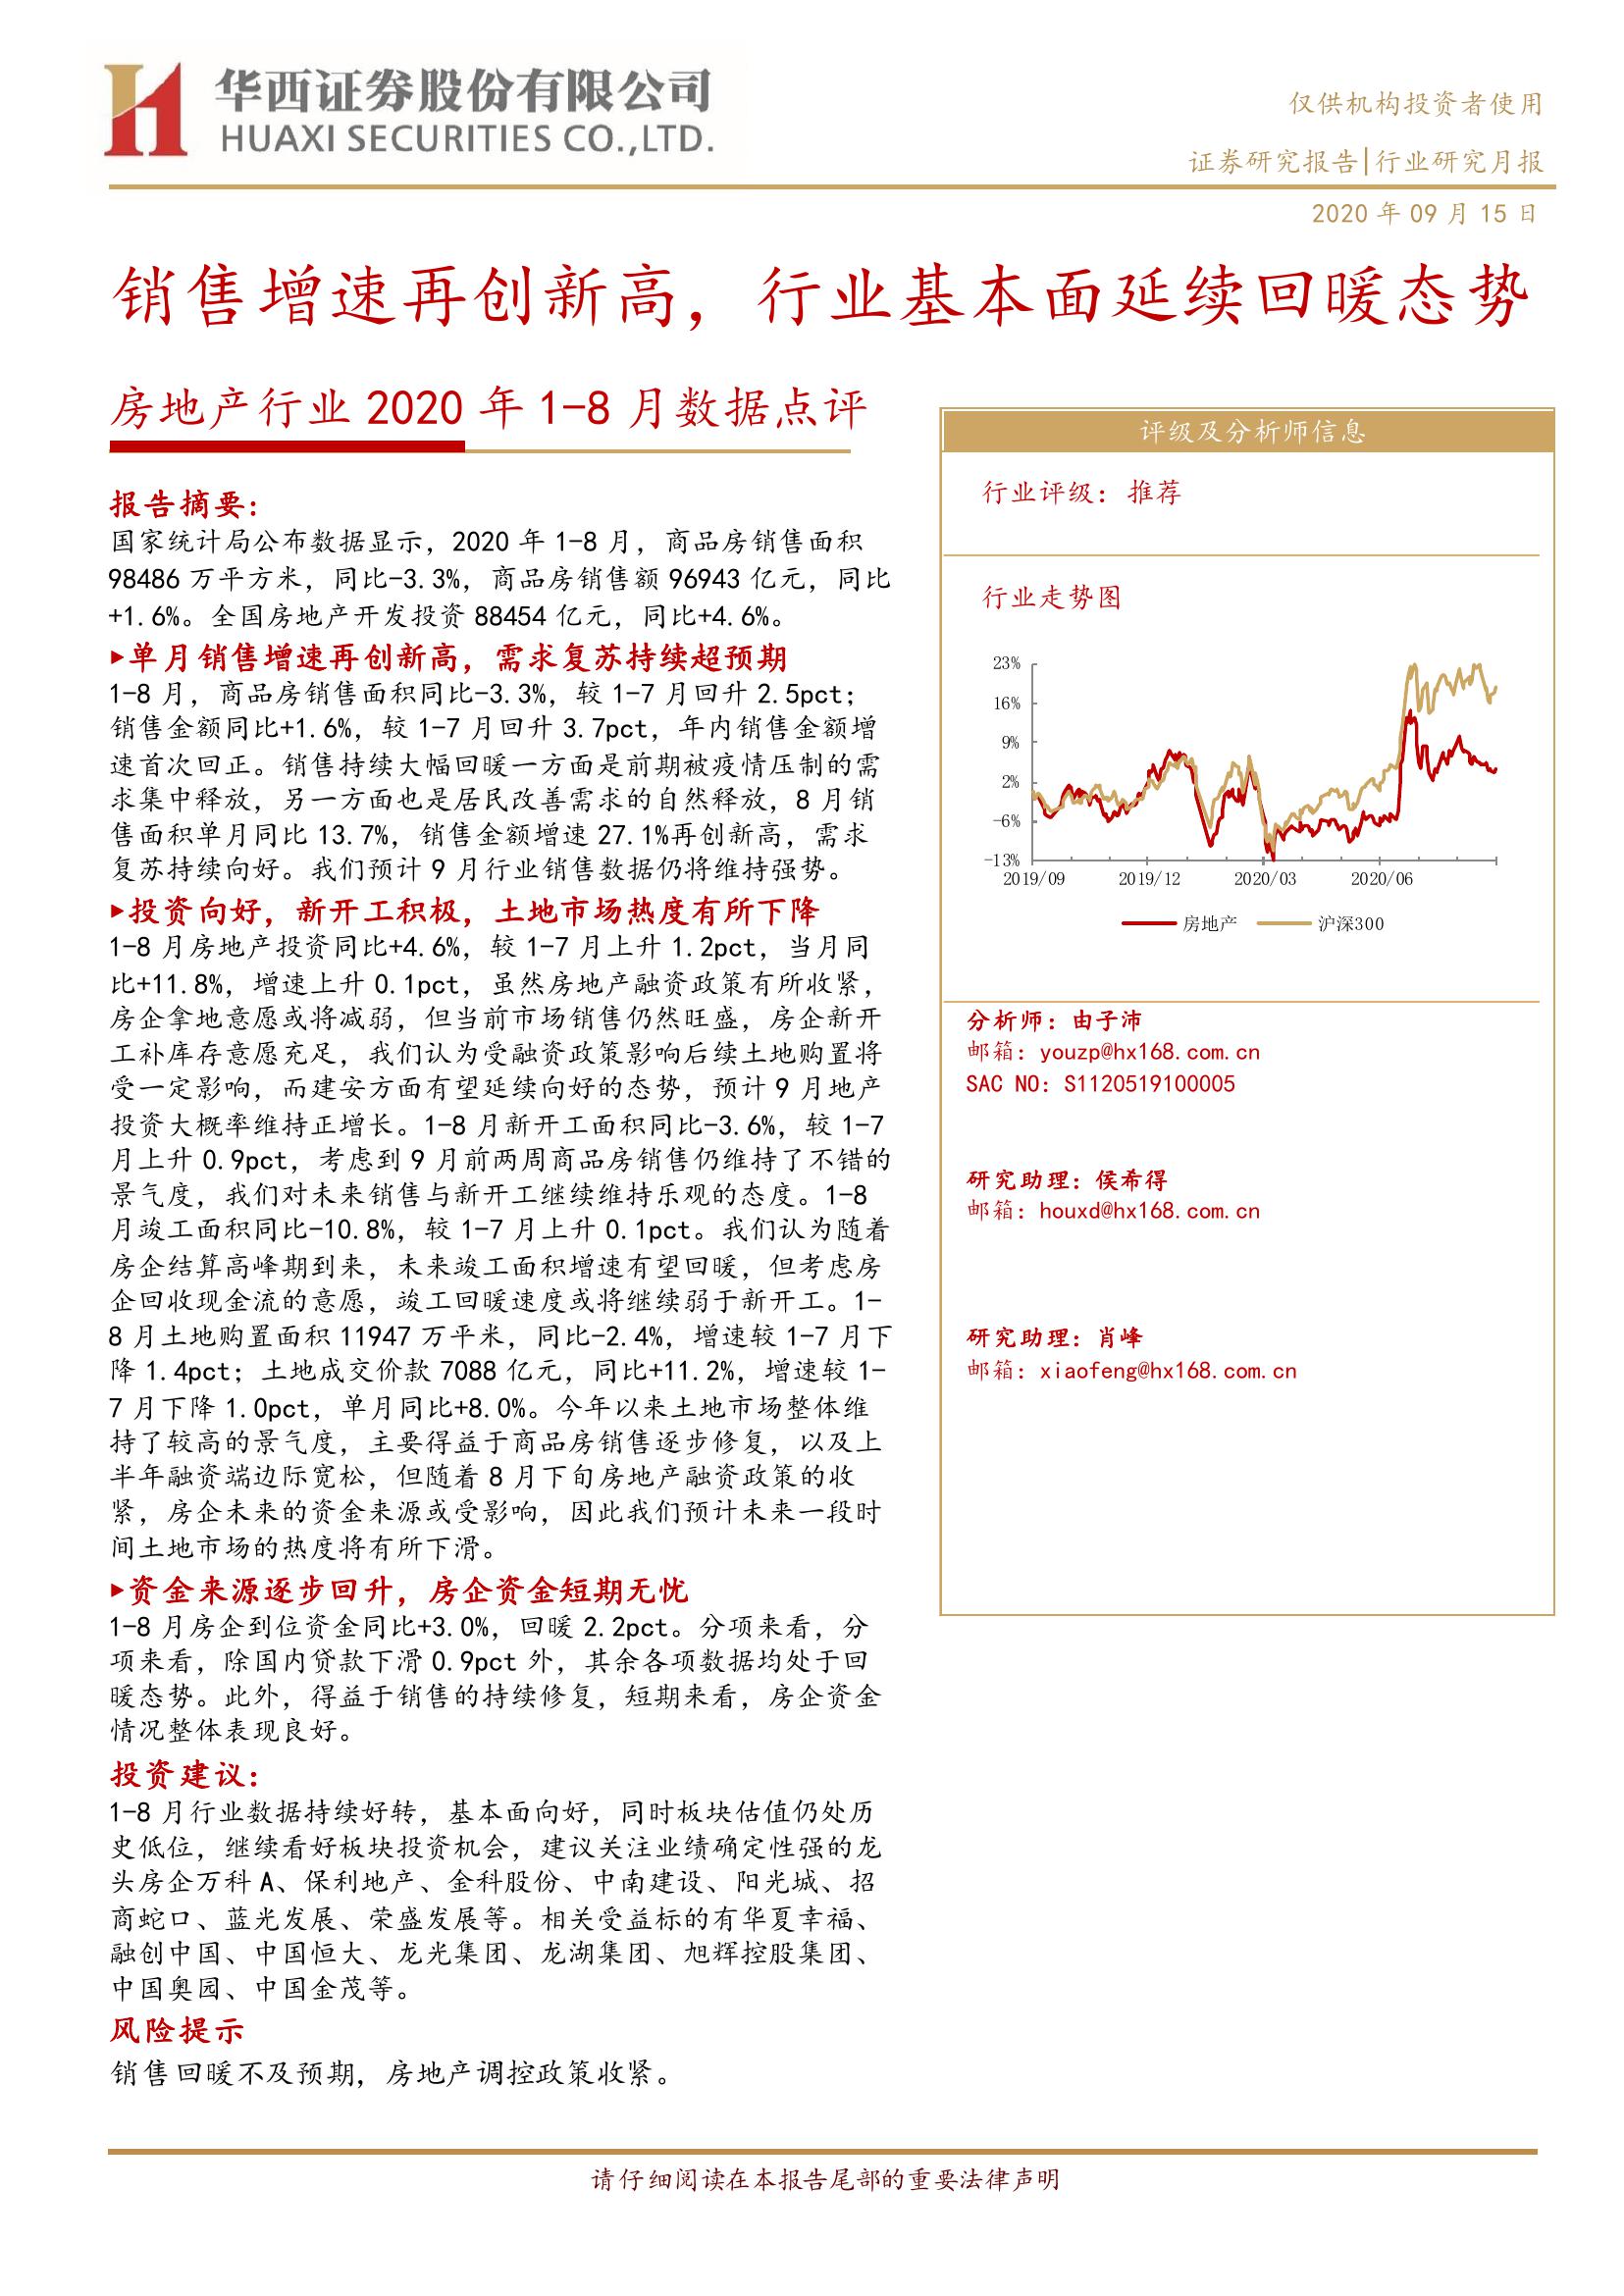 华西证券股份有限公司
HUAXI SECURITIES CO.,LTD.
仅供机构投资者使用
证券研究报告|行业研究月报
2020 年 09 月 15 日
销售增速再创新高，行业基本面延续回暖态势
房地产行业 2020 年 1-8 月数据点评
报告摘要：
国家统计局公布数据显示，2020 年 1-8 月，商品房销售面积
98486 万平方米，同比-3.3%，商品房销售额 96943 亿元，同比
+1.6%。全国房地产开发投资 88454 亿元，同比+4.6%。
▸单月销售增速再创新高，需求复苏持续超预期
1-8 月，商品房销售面积同比-3.3%，较 1-7 月回升 2.5pct；
销售金额同比+1.6%，较 1-7 月回升 3.7pct，年内销售金额增
速首次回正。销售持续大幅回暖一方面是前期被疫情压制的需
求集中释放，另一方面也是居民改善需求的自然释放，8 月销
售面积单月同比 13.7%，销售金额增速 27.1%再创新高，需求
复苏持续向好。我们预计 9 月行业销售数据仍将维持强势。
▸投资向好，新开工积极，土地市场热度有所下降
1-8 月房地产投资同比+4.6%，较 1-7 月上升 1.2pct，当月同
比+11.8%，增速上升 0.1pct，虽然房地产融资政策有所收紧，
房企拿地意愿或将减弱，但当前市场销售仍然旺盛，房企新开
工补库存意愿充足，我们认为受融资政策影响后续土地购置将
受一定影响，而建安方面有望延续向好的态势，预计 9 月地产
投资大概率维持正增长。1-8 月新开工面积同比-3.6%，较 1-7
月上升 0.9pct，考虑到 9 月前两周商品房销售仍维持了不错的
景气度，我们对未来销售与新开工继续维持乐观的态度。1-8
月竣工面积同比-10.8%，较 1-7 月上升 0.1pct。我们认为随着
房企结算高峰期到来，未来竣工面积增速有望回暖，但考虑房
企回收现金流的意愿，竣工回暖速度或将继续弱于新开工。1-
8 月土地购置面积 11947 万平米，同比-2.4%，增速较 1-7 月下
降 1.4pct；土地成交价款 7088 亿元，同比+11.2%，增速较 1-
7 月下降 1.0pct，单月同比+8.0%。今年以来土地市场整体维
持了较高的景气度，主要得益于商品房销售逐步修复，以及上
半年融资端边际宽松，但随着 8 月下旬房地产融资政策的收
紧，房企未来的资金来源或受影响，因此我们预计未来一段时
间土地市场的热度将有所下滑。
▸资金来源逐步回升，房企资金短期无忧
1-8 月房企到位资金同比+3.0%，回暖 2.2pct。分项来看，分
项来看，除国内贷款下滑 0.9pct 外，其余各项数据均处于回
暖态势。此外，得益于销售的持续修复，短期来看，房企资金
情况整体表现良好。
投资建议：
1-8 月行业数据持续好转，基本面向好，同时板块估值仍处历
史低位，继续看好板块投资机会，建议关注业绩确定性强的龙
头房企万科 A、保利地产、金科股份、中南建设、阳光城、招
商蛇口、蓝光发展、荣盛发展等。相关受益标的有华夏幸福、
融创中国、中国恒大、龙光集团、龙湖集团、旭辉控股集团、
中国奥园、中国金茂等。
风险提示
销售回暖不及预期，房地产调控政策收紧。
评级及分析师信息
行业评级：推荐
行业走势图
23%
16%
9%
2%
-6%
-13%
2019/09 2019/12 2020/03 2020/06
房地产 沪深300
分析师：由子沛
邮箱：youzp@hx168.com.cn
SAC NO：S1120519100005
研究助理：侯希得
邮箱：houxd@hx168.com.cn
研究助理：肖峰
邮箱：xiaofeng@hx168.com.cn
请仔细阅读在本报告尾部的重要法律声明